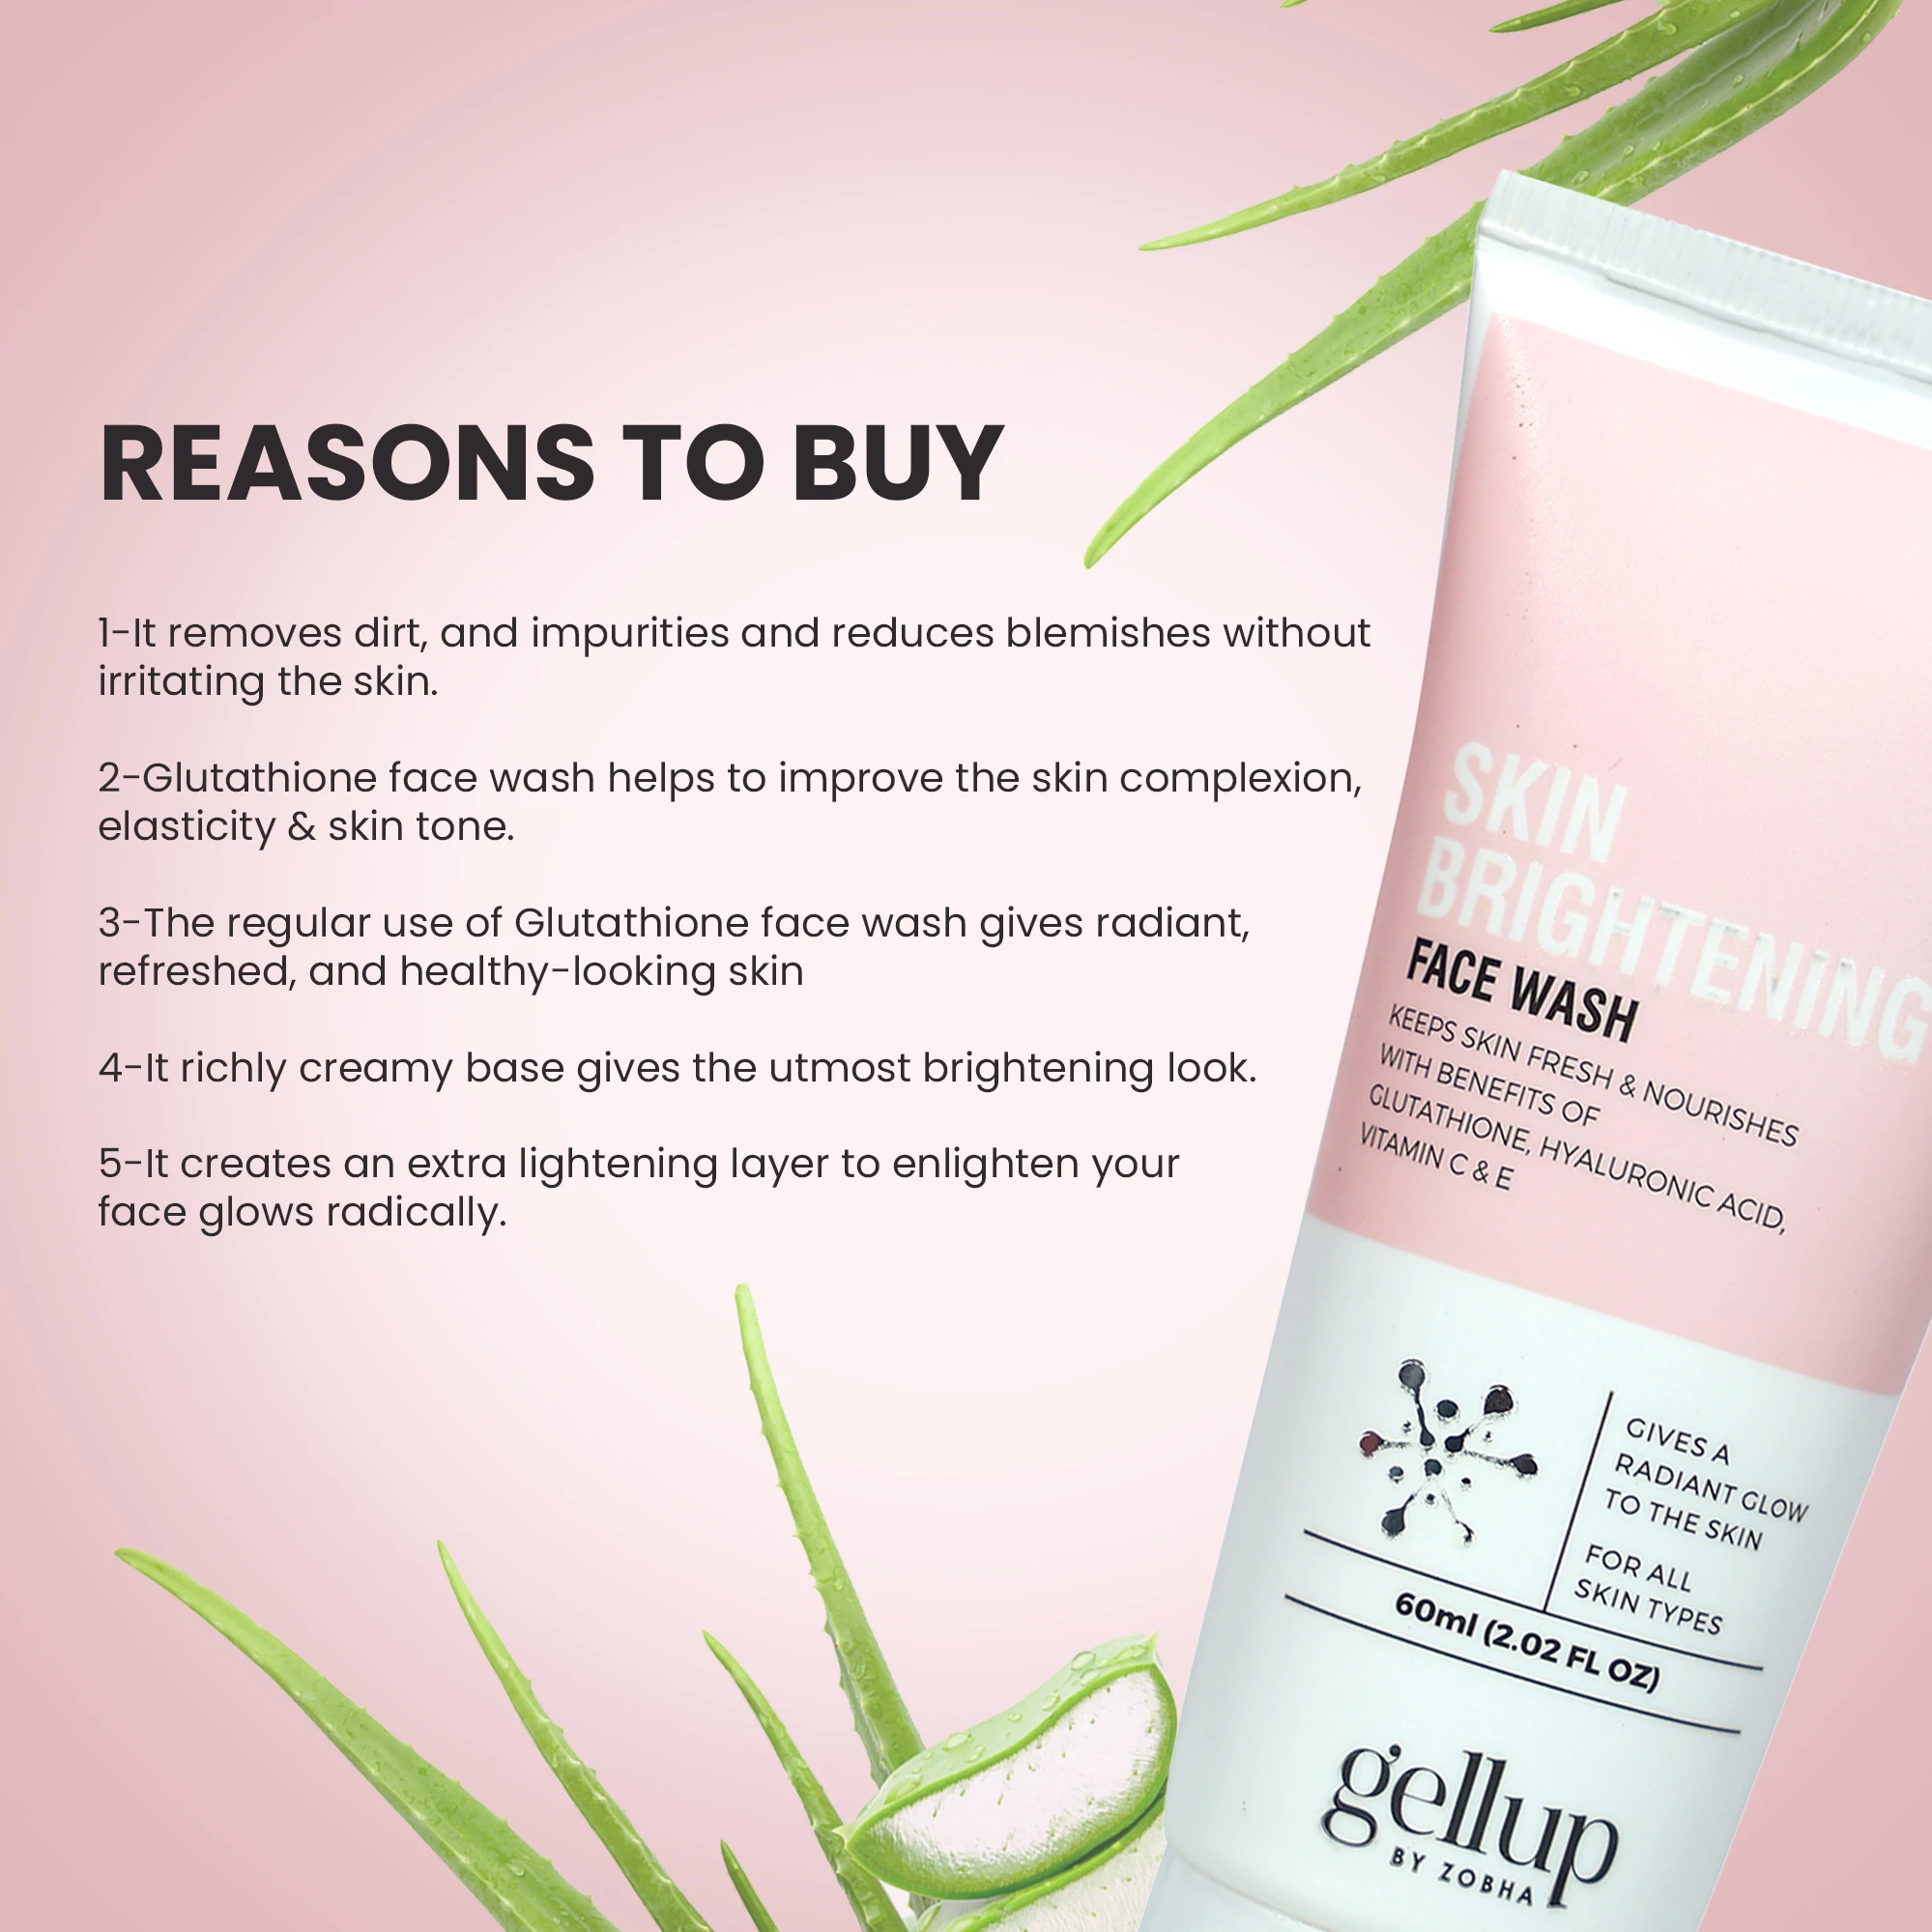 REASONS TO BUY
1-It removes dirt, and impurities and reduces blemishes without
irritating the skin.
2-Glutathione face wash helps to improve the skin complexion,
elasticity & skin tone.
3-The regular use of Glutathione face wash gives radiant,
refreshed, and healthy-looking skin
4-It richly creamy base gives the utmost brightening look.
5-It creates an extra lightening layer to enlighten your
face glows radically.
SKIN
BRIGHTENING
FACE WASH
KEEPS SKIN FRESH & NOURISHES
WITH BENEFITS OF
GLUTATHIONE, HYALURONIC ACID,
VITAMIN C & E
GIVES A
RADIANT GLOW
TO THE SKIN
FOR ALL
SKIN TYPES
60ml (2.02 FL OZ)
gellup
BY ZOBHA